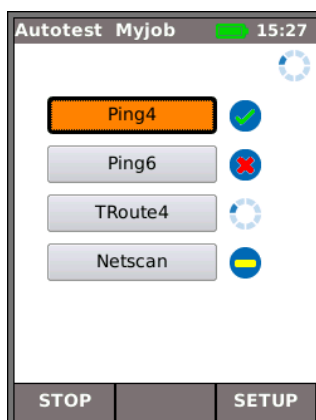 Autotest Myjob 15:27
Ping4
Ping6
TRoute4
Netscan
STOP SETUP